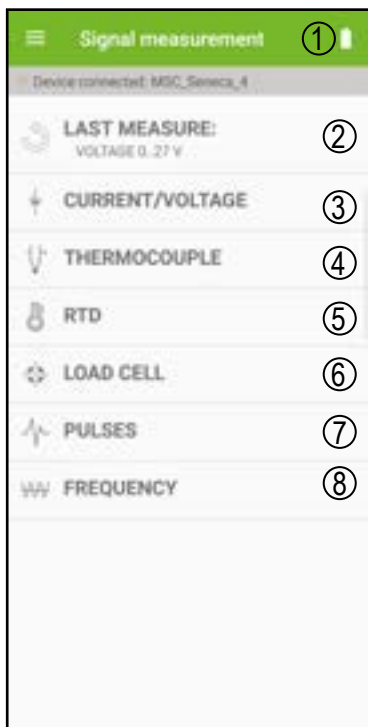 Signal measurement ①
Device connected: MSC_Seneca_4
LAST MEASURE: ②
VOLTAGE 0..27 V
CURRENT/VOLTAGE ③
THERMOCOUPLE ④
RTD ⑤
LOAD CELL ⑥
PULSES ⑦
FREQUENCY ⑧